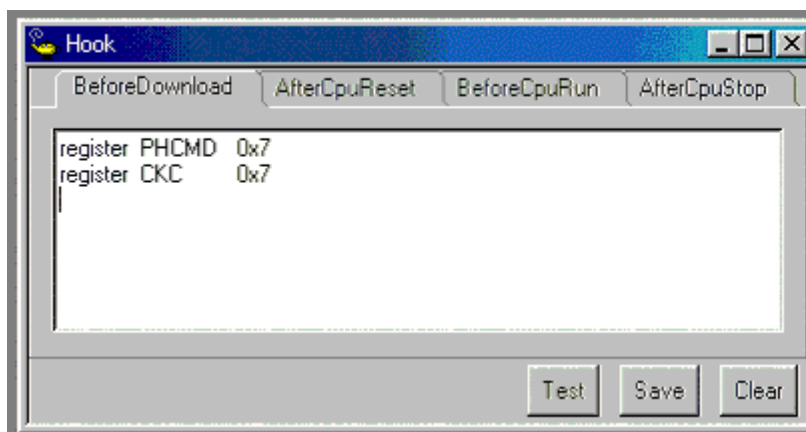 Hook
BeforeDownload AfterCpuReset BeforeCpuRun AfterCpuStop
register PHCMD 0x7
register CKC 0x7
Test Save Clear